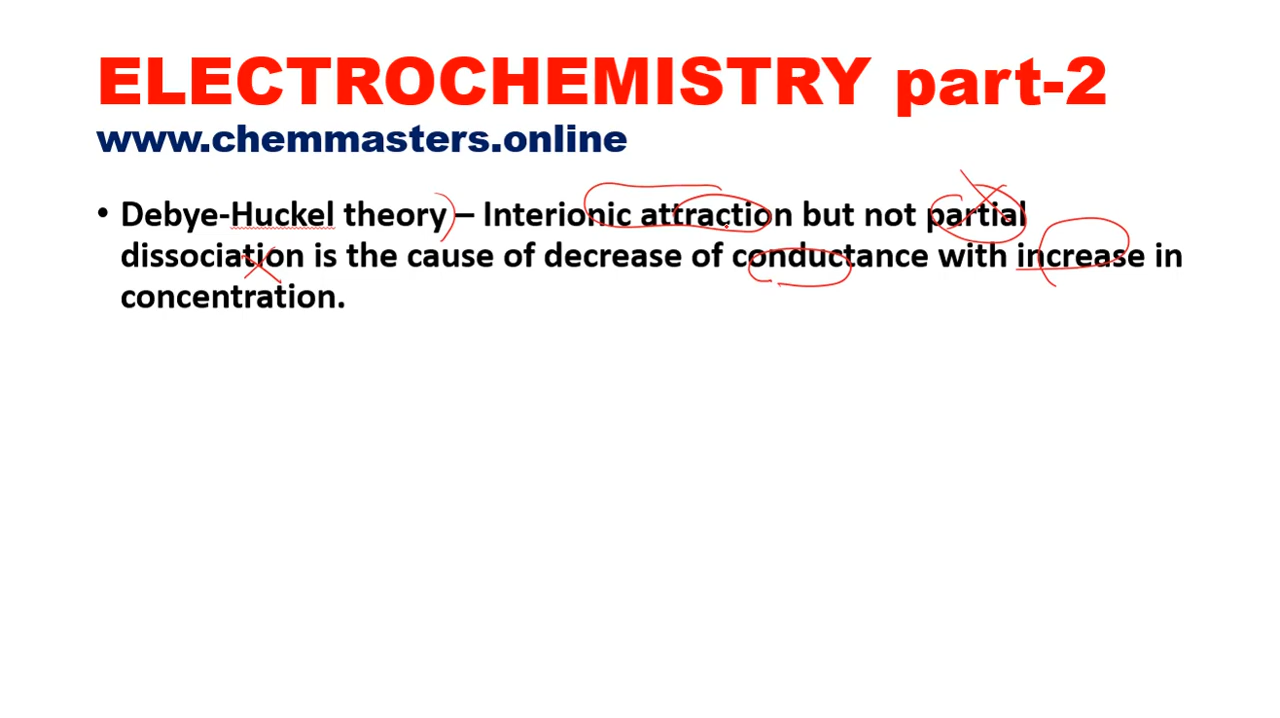 ELECTROCHEMISTRY part-2
www.chemmasters.online
• Debye-Huckel theory – Interionic attraction but not partial
dissociation is the cause of decrease of conductance with increase in
concentration.